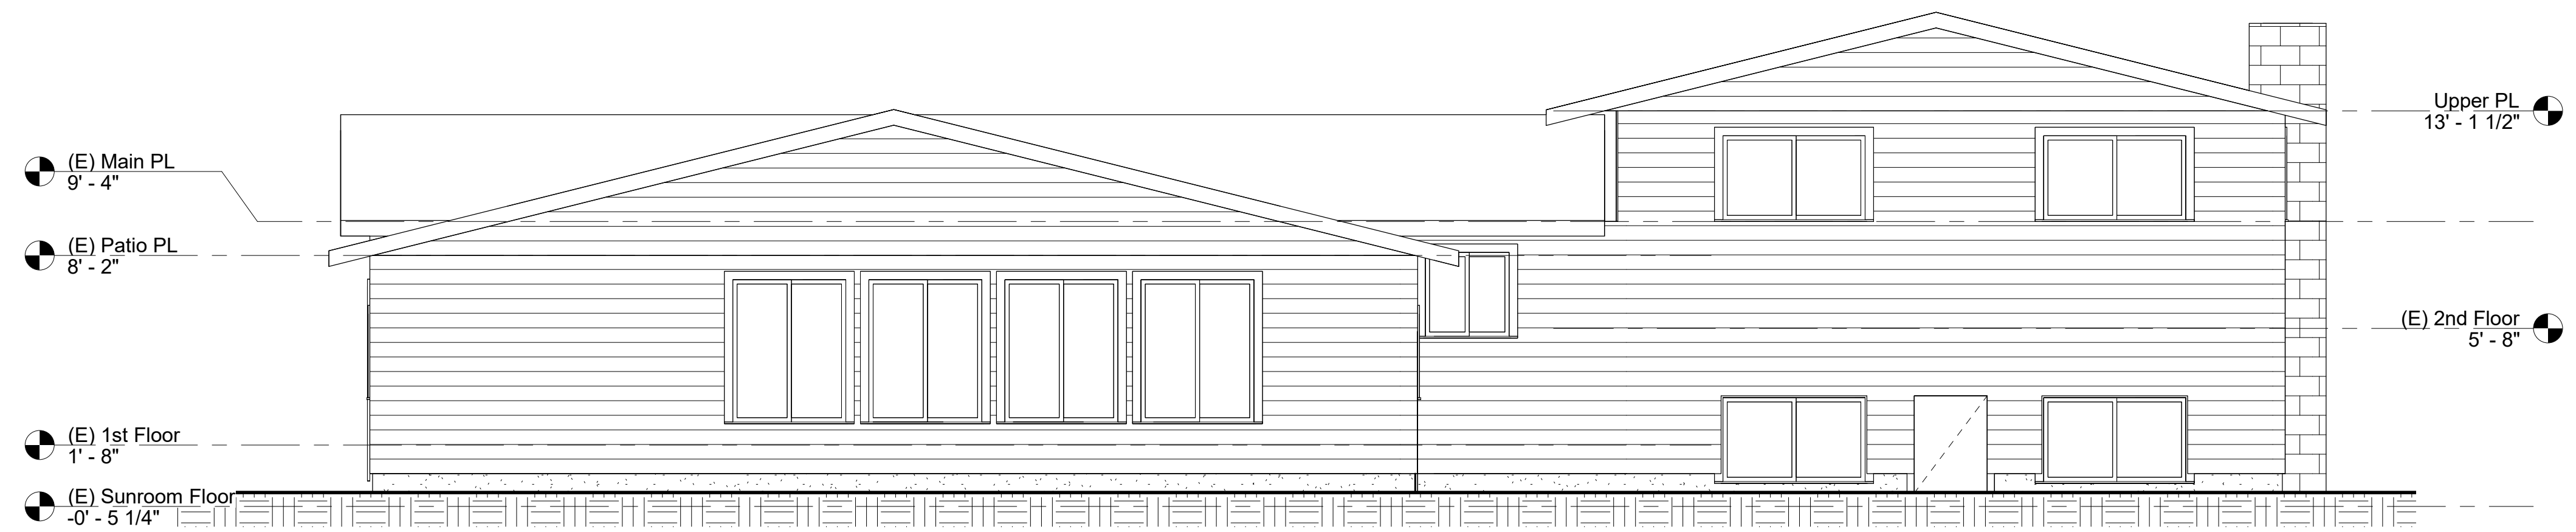 (E) Main PL
9' - 4"
(E) Patio PL
8' - 2"
(E) 1st Floor
1' - 8"
(E) Sunroom Floor
-0' - 5 1/4"
Upper PL
13' - 1 1/2"
(E) 2nd Floor
5' - 8"